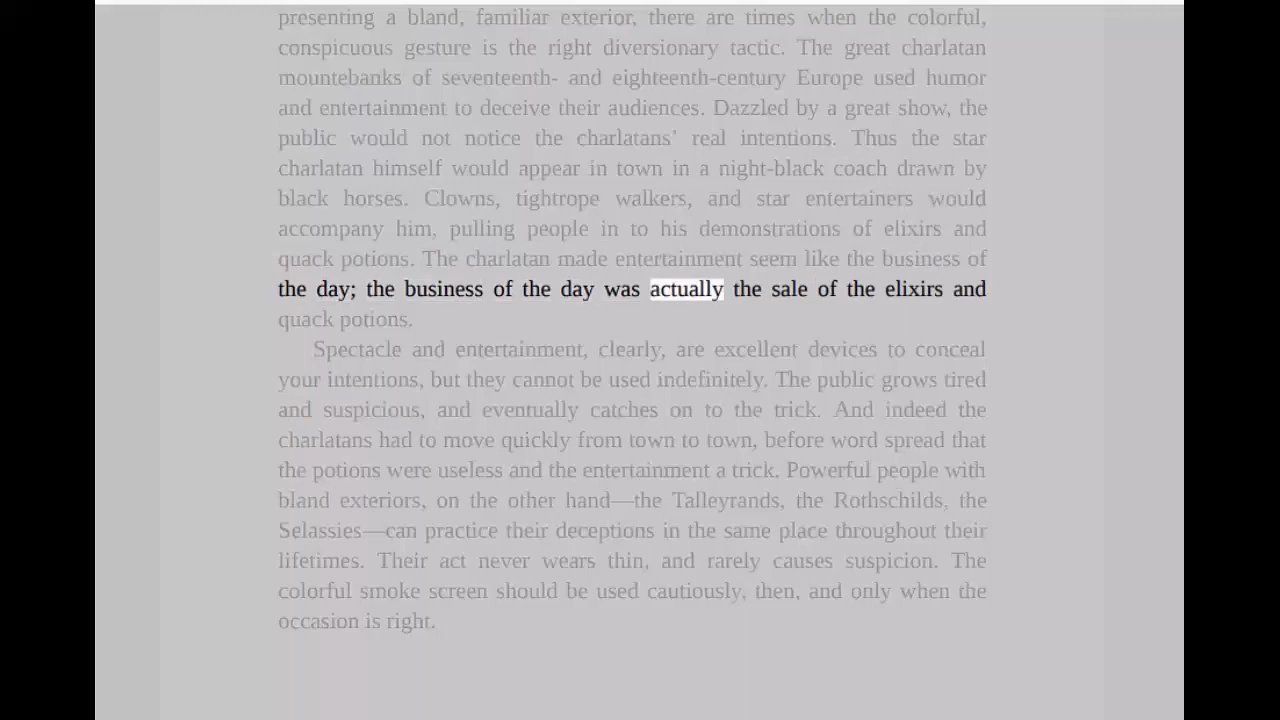 presenting a bland, familiar exterior, there are times when the colorful,
conspicuous gesture is the right diversionary tactic. The great charlatan
mountebanks of seventeenth- and eighteenth-century Europe used humor
and entertainment to deceive their audiences. Dazzled by a great show, the
public would not notice the charlatans’ real intentions. Thus the star
charlatan himself would appear in town in a night-black coach drawn by
black horses. Clowns, tightrope walkers, and star entertainers would
accompany him, pulling people in to his demonstrations of elixirs and
quack potions. The charlatan made entertainment seem like the business of
the day; the business of the day was actually the sale of the elixirs and
quack potions.
Spectacle and entertainment, clearly, are excellent devices to conceal
your intentions, but they cannot be used indefinitely. The public grows tired
and suspicious, and eventually catches on to the trick. And indeed the
charlatans had to move quickly from town to town, before word spread that
the potions were useless and the entertainment a trick. Powerful people with
bland exteriors, on the other hand—the Talleyrands, the Rothschilds, the
Selassies—can practice their deceptions in the same place throughout their
lifetimes. Their act never wears thin, and rarely causes suspicion. The
colorful smoke screen should be used cautiously, then, and only when the
occasion is right.